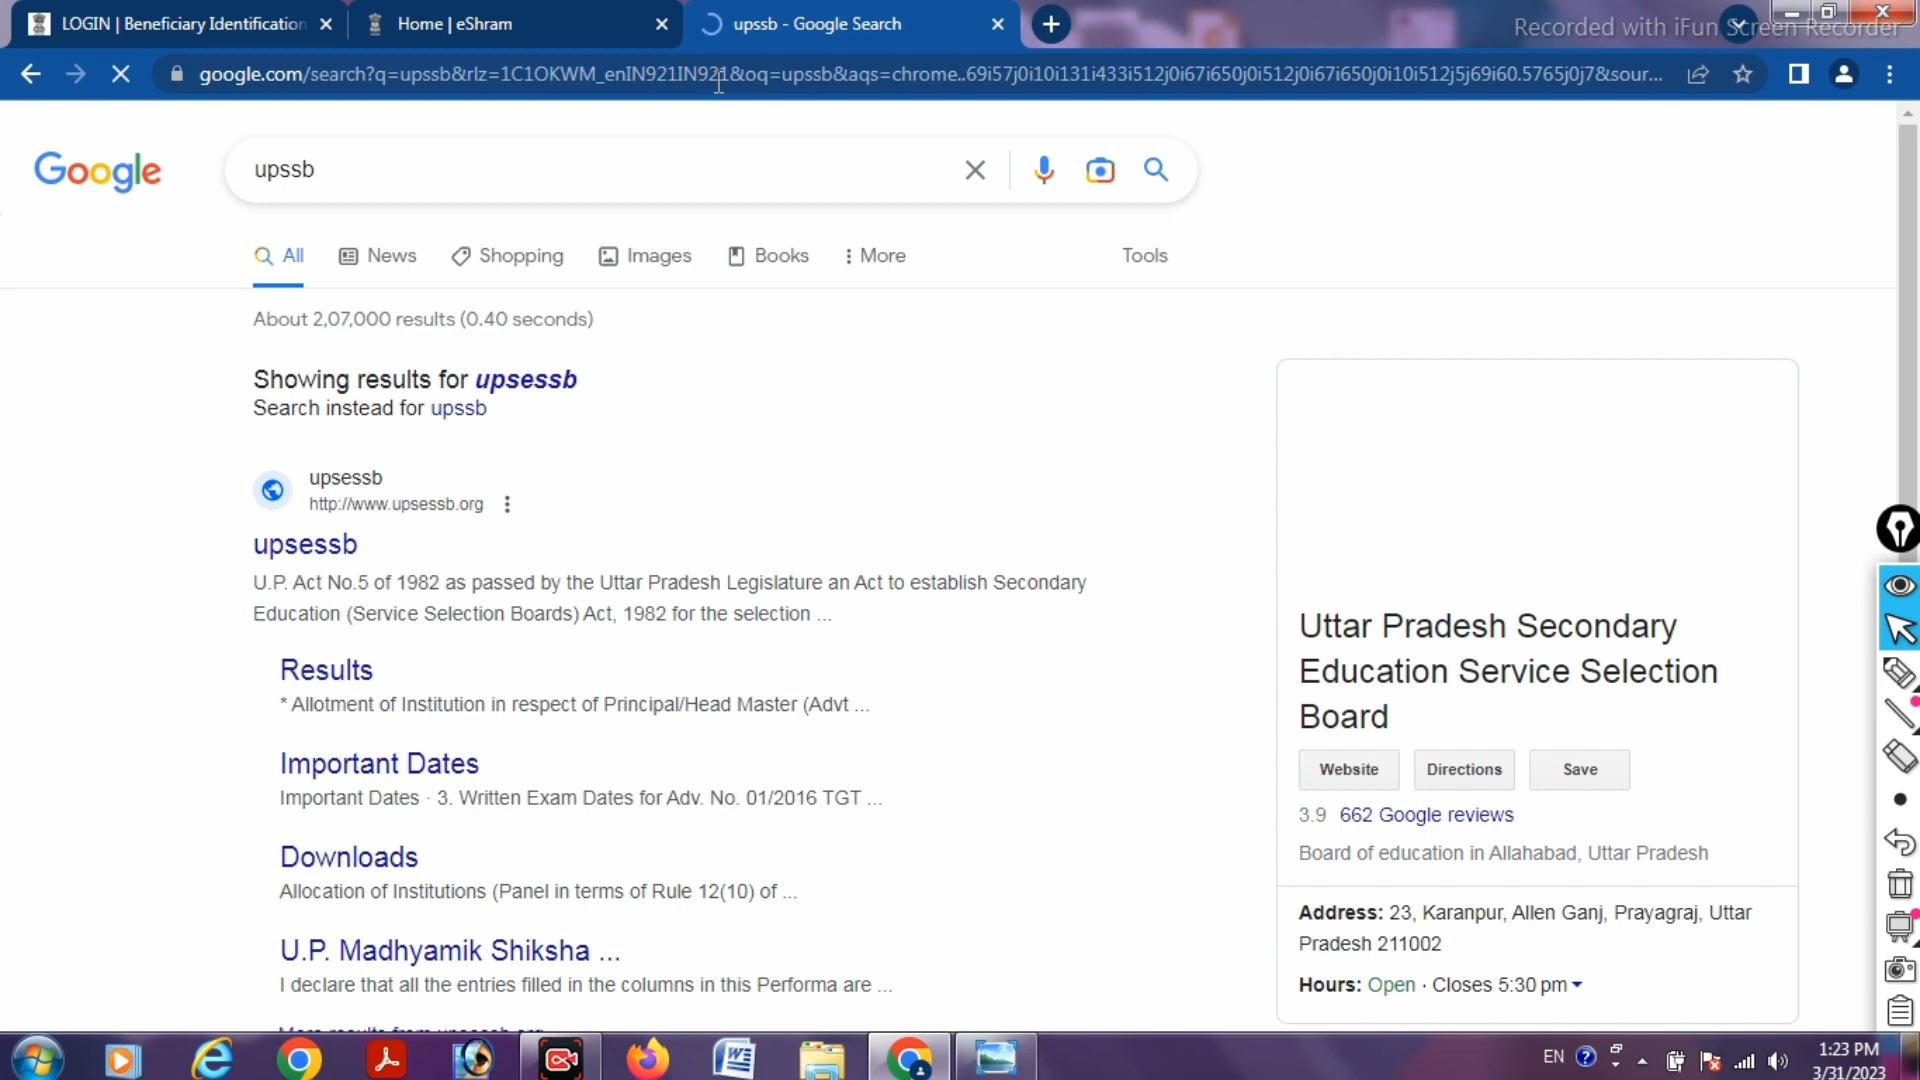 LOGIN | Beneficiary Identification
Home | eShram
upssb - Google Search
Recorded with iFun Screen Recorder
google.com/search?q=upssb&rlz=1C1OKWM_enIN921IN921&oq=upssb&aqs=chrome..69i57j0i10i131i433i512j0i67i650j0i512j0i67i650j0i10i512j5j69i60.5765j0j7&sour...
Google
upssb
All
News
Shopping
Images
Books
More
Tools
About 2,07,000 results (0.40 seconds)
Showing results for upsessb
Search instead for upssb
upsessb
http://www.upsessb.org
upsessb
U.P. Act No.5 of 1982 as passed by the Uttar Pradesh Legislature an Act to establish Secondary
Education (Service Selection Boards) Act, 1982 for the selection ...
Results
* Allotment of Institution in respect of Principal/Head Master (Advt ...
Important Dates
Important Dates · 3. Written Exam Dates for Adv. No. 01/2016 TGT ...
Downloads
Allocation of Institutions (Panel in terms of Rule 12(10) of ...
U.P. Madhyamik Shiksha ...
I declare that all the entries filled in the columns in this Performa are ...
More results from upsessb.org
Uttar Pradesh Secondary
Education Service Selection
Board
Website
Directions
Save
3.9 662 Google reviews
Board of education in Allahabad, Uttar Pradesh
Address: 23, Karanpur, Allen Ganj, Prayagraj, Uttar
Pradesh 211002
Hours: Open · Closes 5:30 pm
EN
1:23 PM
3/31/2023